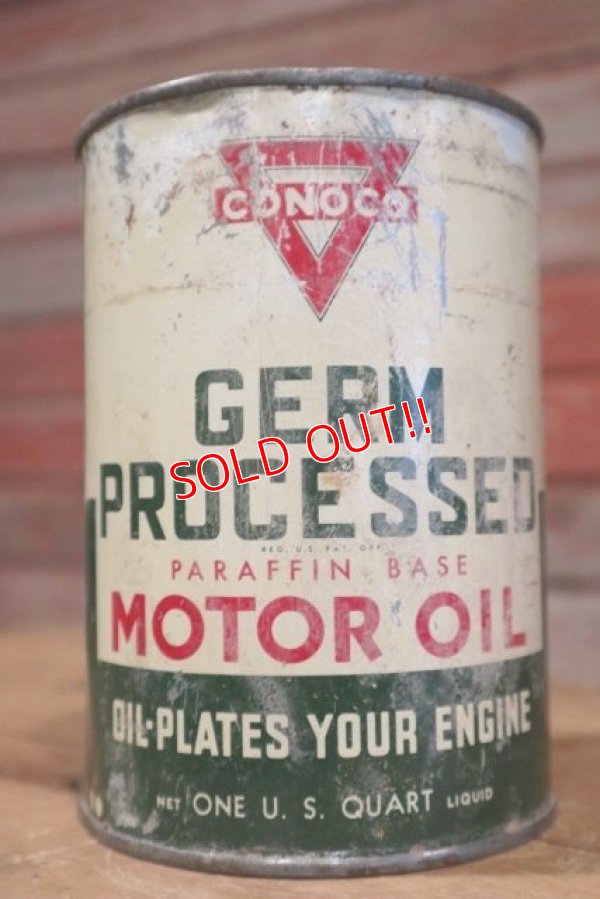 CONOCO
GERM
SOLD OUT!!
PROCESSED
REG. U.S. PAT. OFF.
PARAFFIN BASE
MOTOR OIL
OIL-PLATES YOUR ENGINE
NET ONE U. S. QUART LIQUID